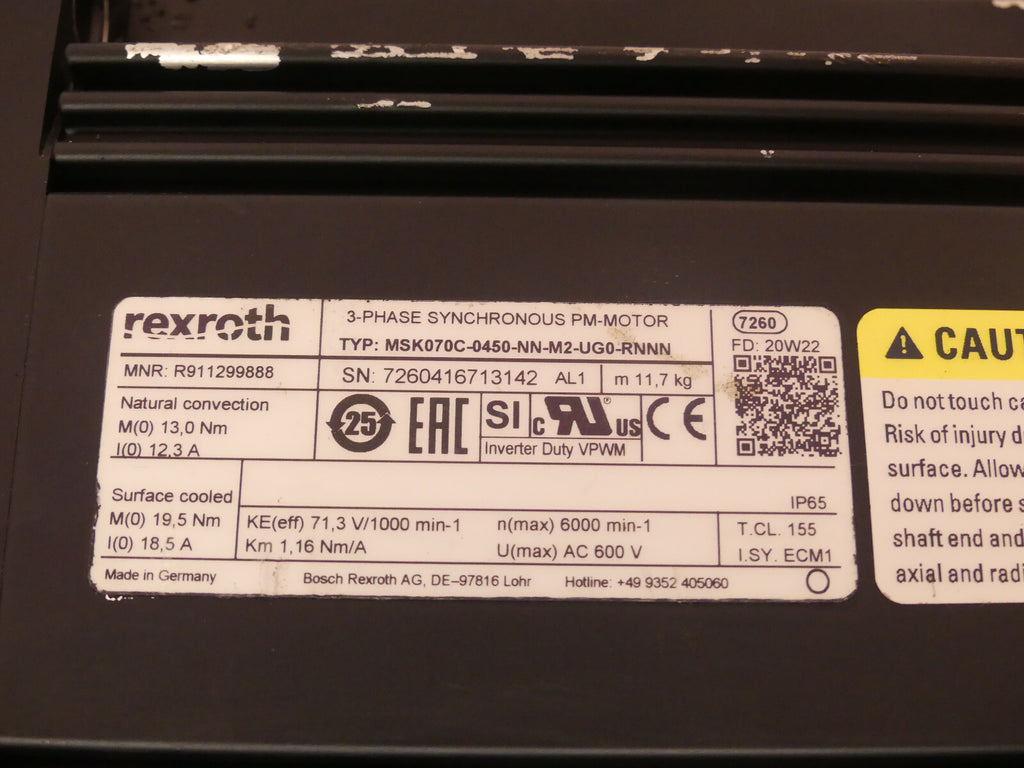 rexroth
3-PHASE SYNCHRONOUS PM-MOTOR
TYP: MSK070C-0450-NN-M2-UG0-RNNN
7260
FD: 20W22
MNR: R911299888
SN: 7260416713142 AL1
m 11,7 kg
Natural convection
M(0) 13,0 Nm
I(0) 12,3 A
25
EAC
SI
c RU® US
CE
Inverter Duty VPWM
Surface cooled
M(0) 19,5 Nm
I(0) 18,5 A
IP65
KE(eff) 71,3 V/1000 min-1
n(max) 6000 min-1
Km 1,16 Nm/A
U(max) AC 600 V
T.CL. 155
I.SY. ECM1
Made in Germany
Bosch Rexroth AG, DE–97816 Lohr
Hotline: +49 9352 405060
Do not touch
Risk of injury
surface. Allow
down before
shaft end and
axial and